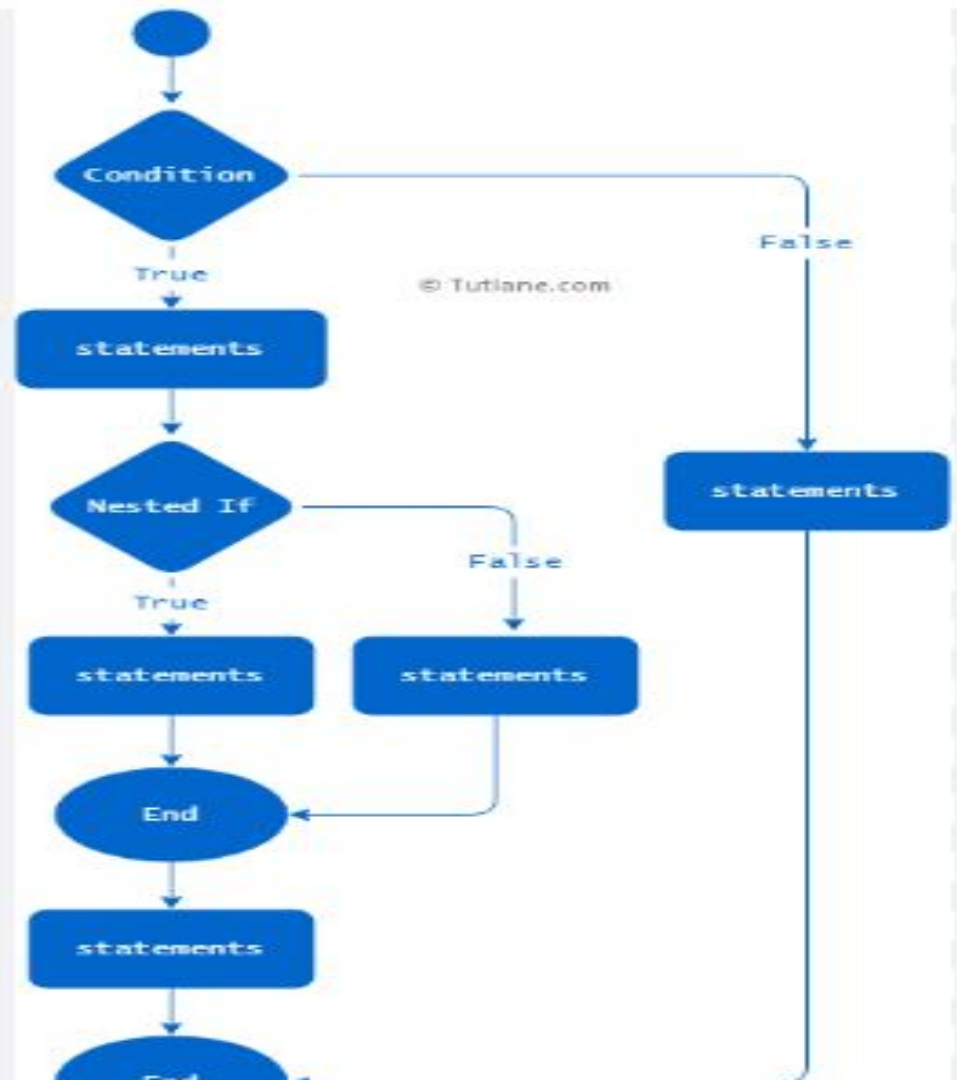 Condition
False
True
© Tutlane.com
statements
statements
Nested If
False
True
statements
statements
End
statements